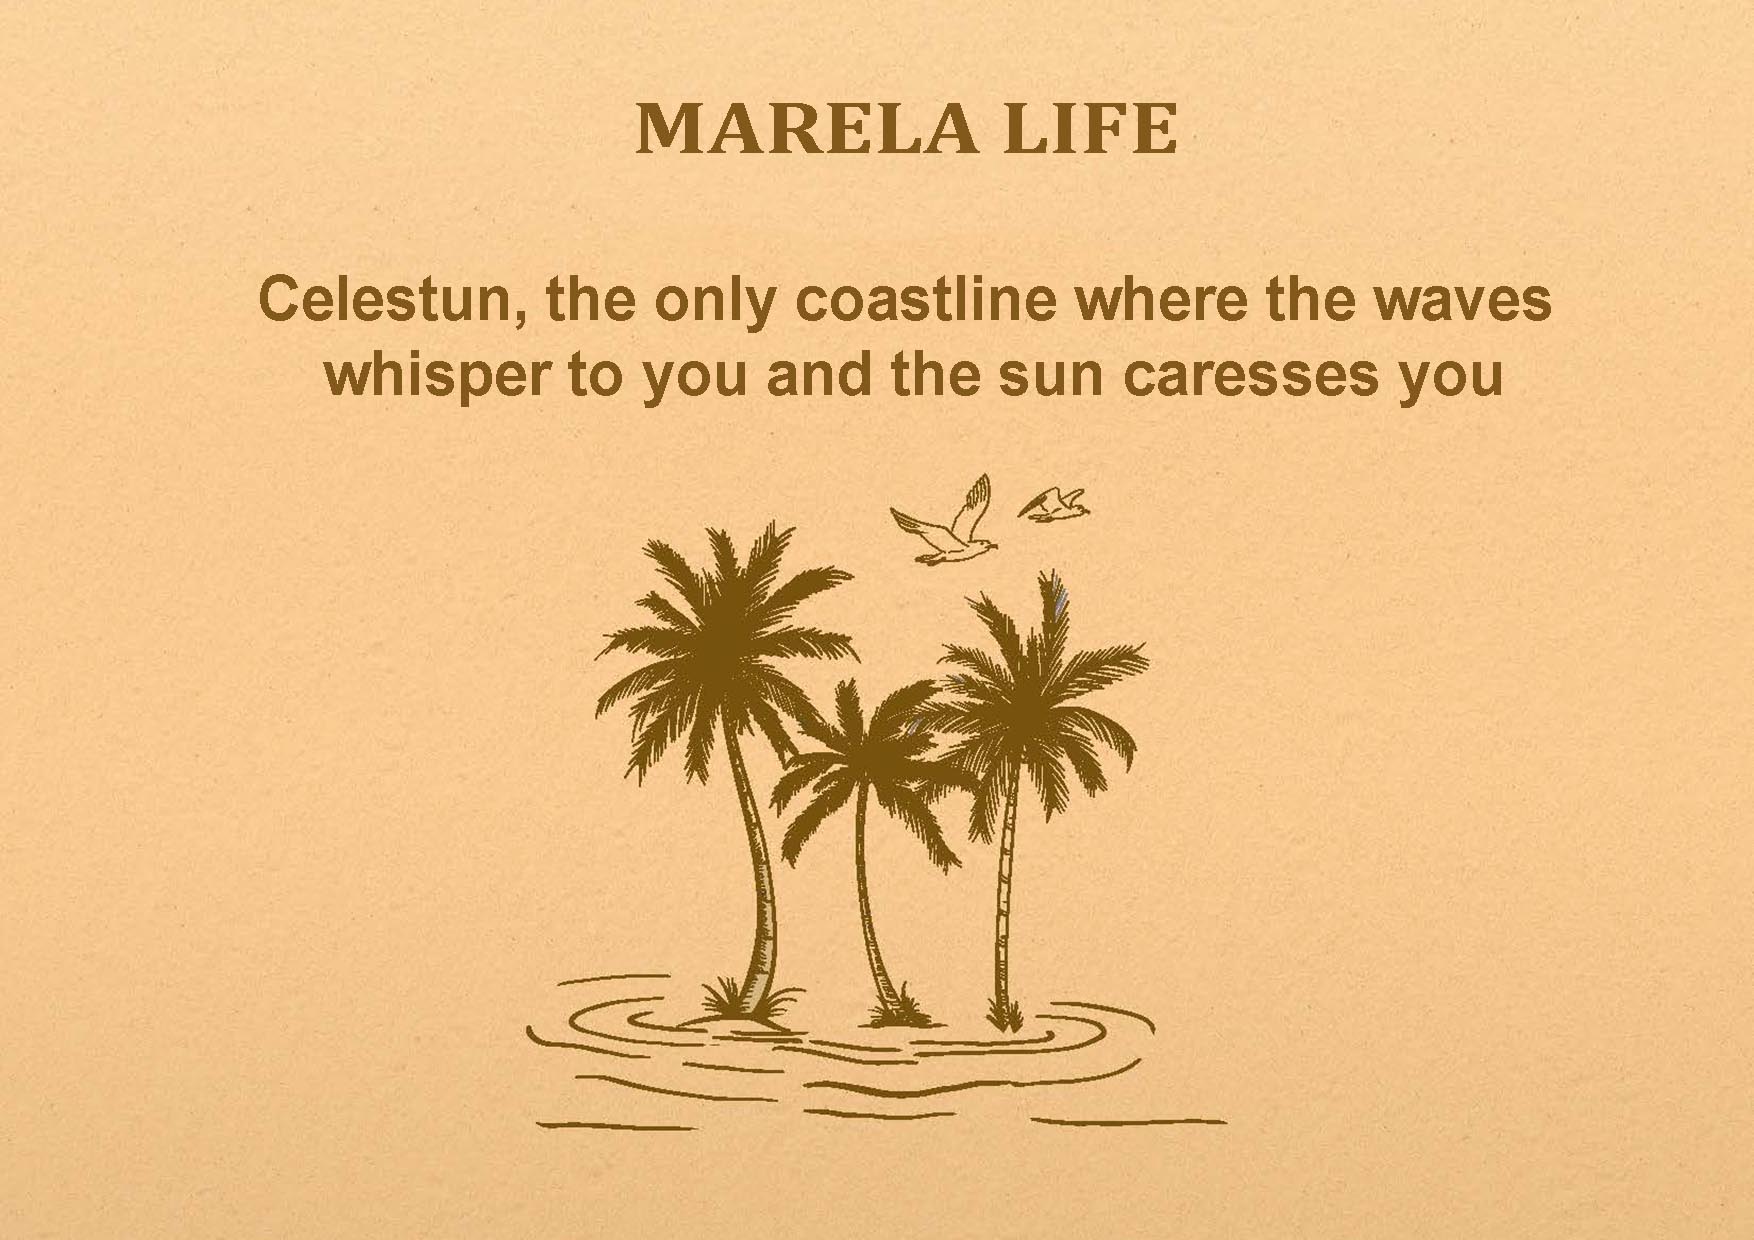 MARELA LIFE
Celestun, the only coastline where the waves
whisper to you and the sun caresses you